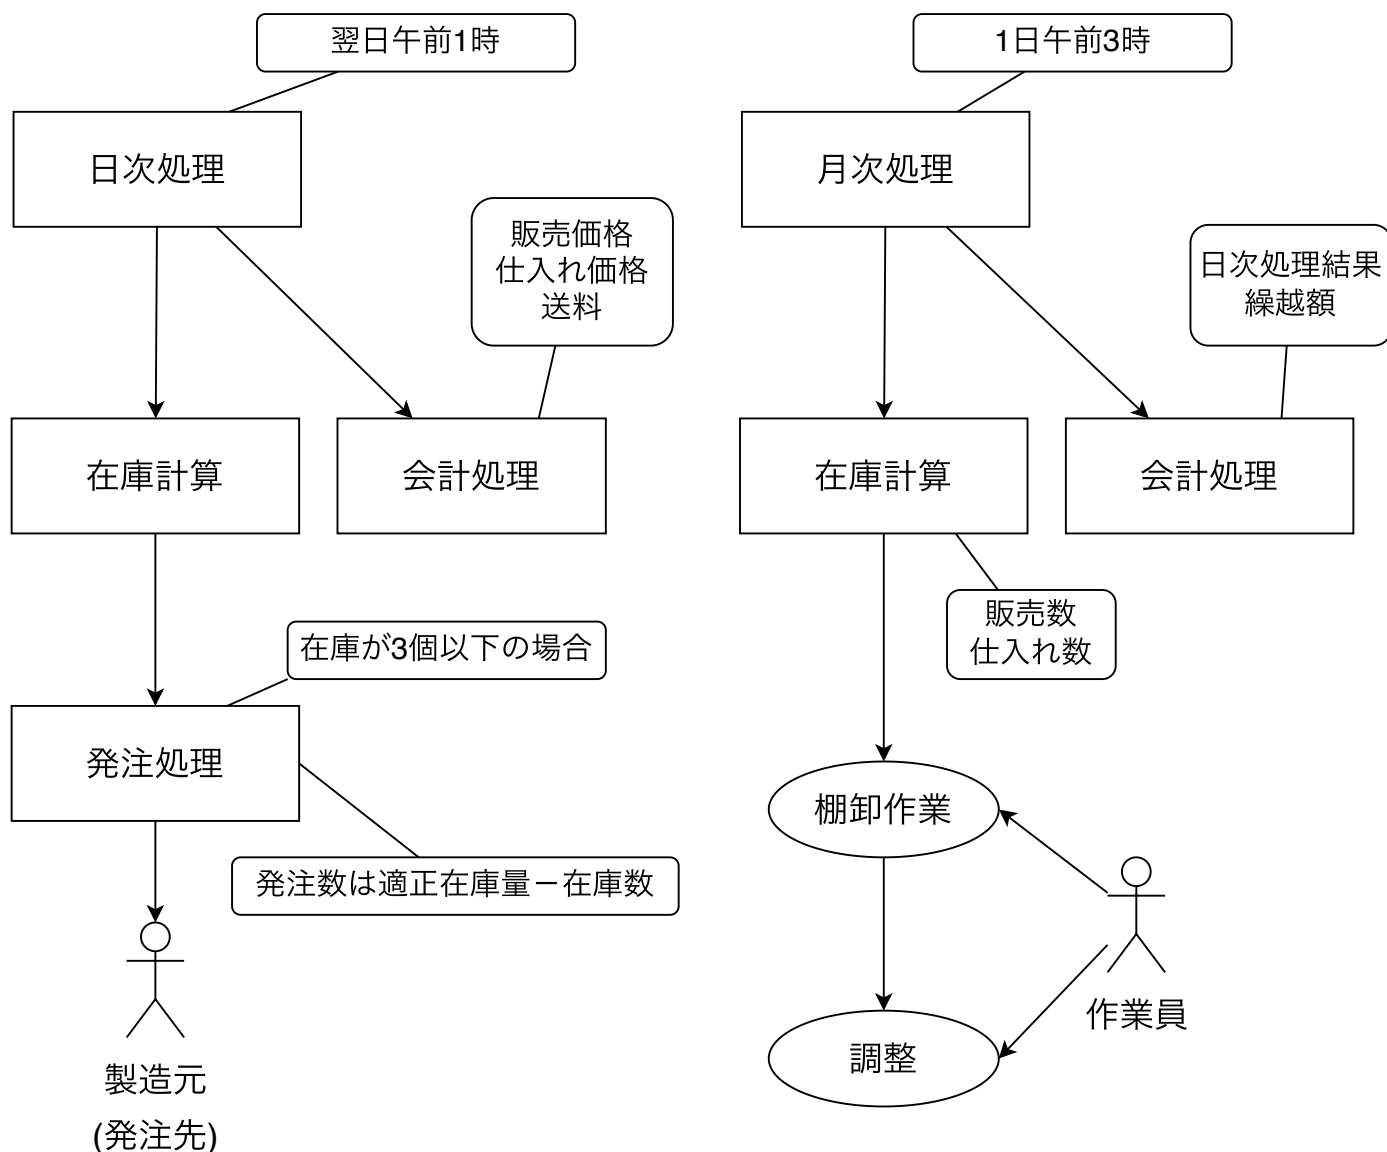 翌日午前1時
日次処理
販売価格
仕入れ価格
送料
在庫計算
会計処理
在庫が3個以下の場合
発注処理
発注数は適正在庫量－在庫数
製造元
(発注先)
1日午前3時
月次処理
日次処理結果
繰越額
在庫計算
会計処理
販売数
仕入れ数
棚卸作業
作業員
調整